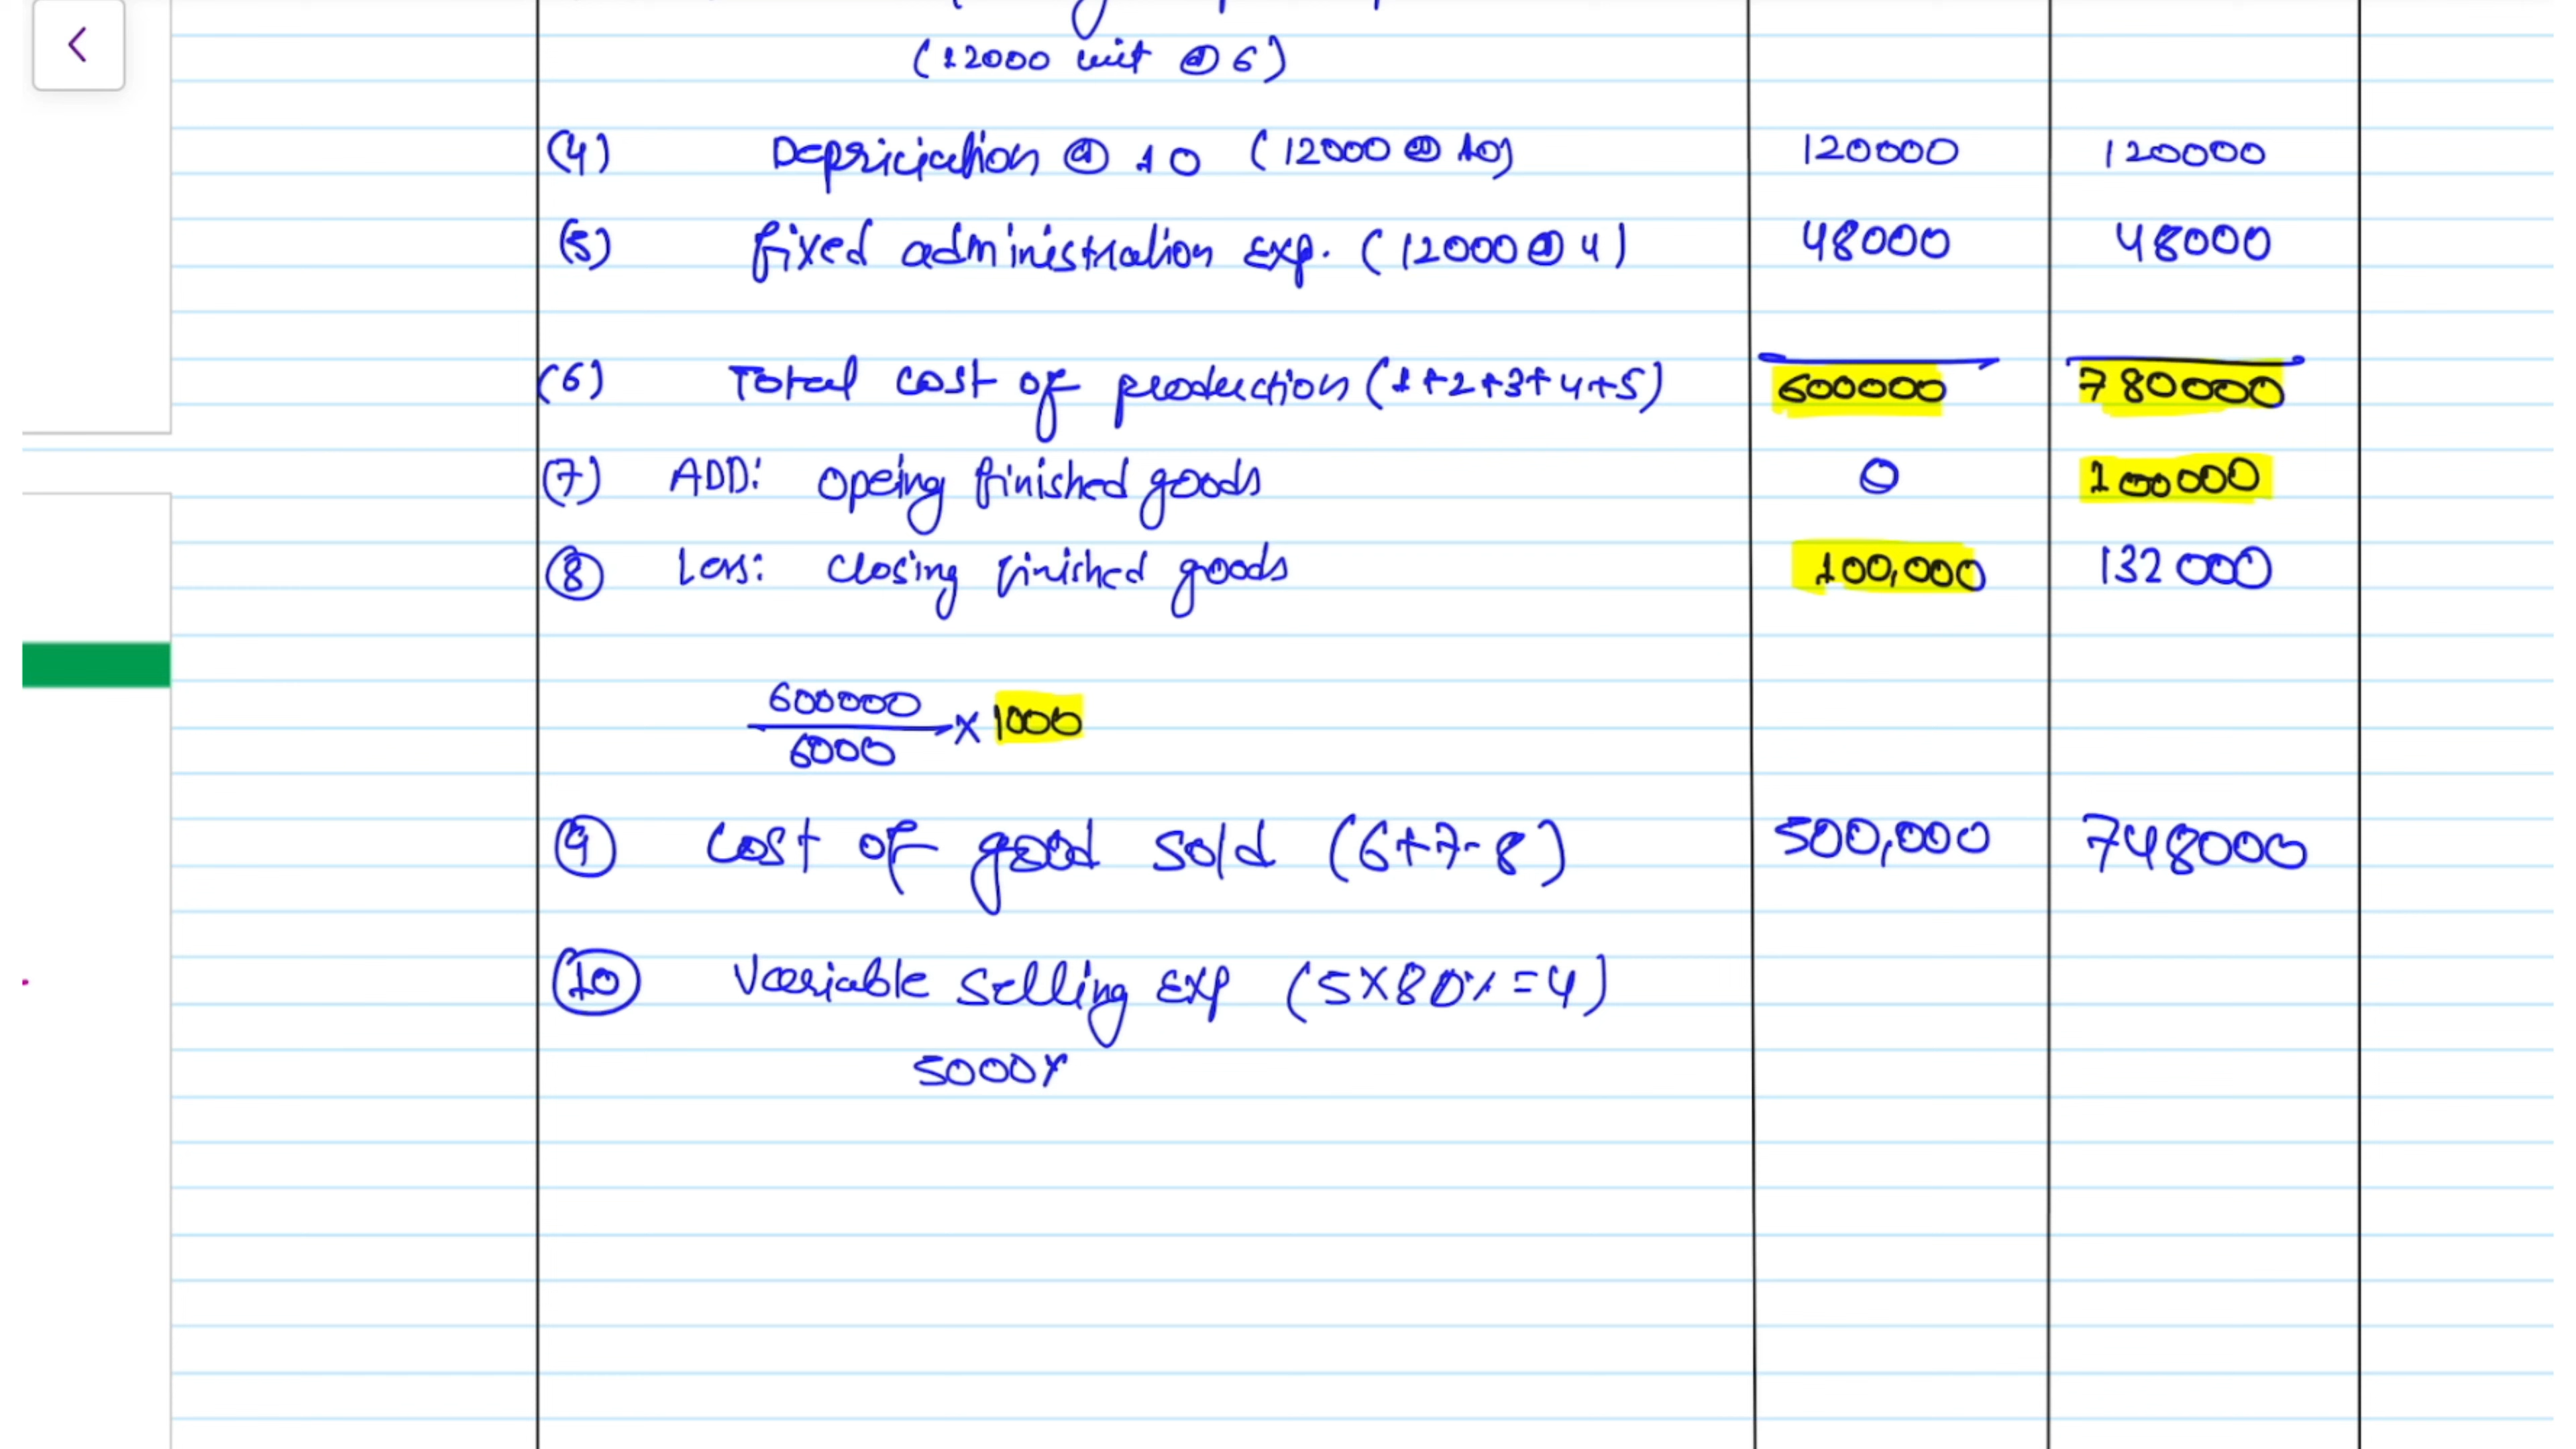 (12000 unit @ 6)
(4) Depriciation @ 10 (12000 @ 10) 120000 120000
(5) fixed administration Exp. (12000 @ 4) 48000 48000
(6) Total cost of production (1+2+3+4+5) 600000 780000
(7) ADD: Opeing finished goods 0 100000
(8) Less: Closing finished goods 100,000 132000
600000
6000
× 1000
(9) Cost of good sold (6+7-8) 500,000 748000
(10) Variable Selling Exp (5×80%=4)
5000×